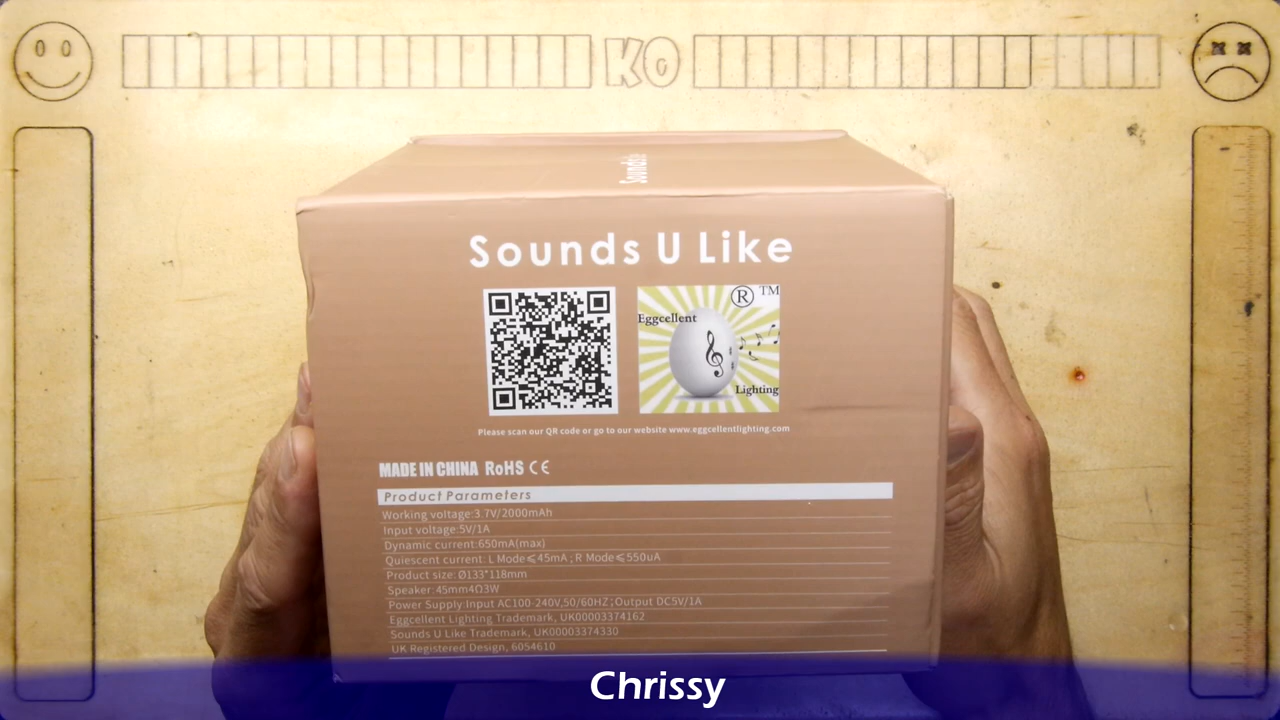 KO
Sounds
Sounds U Like
® TM
Eggcellent
Lighting
Please scan our QR code or go to our website www.eggcellentlighting.com
MADE IN CHINA RoHS CE
Product Parameters
Working voltage:3.7V/2000mAh
Input voltage:5V/1A
Dynamic current:650mA(max)
Quiescent current: L Mode⩽45mA ; R Mode⩽550uA
Product size: Ø133*118mm
Speaker:45mm4Ω3W
Power Supply:Input AC100-240V,50/60HZ;Output DC5V/1A
Eggcellent Lighting Trademark, UK00003374162
Sounds U Like Trademark, UK00003374330
UK Registered Design, 6054610
Chrissy